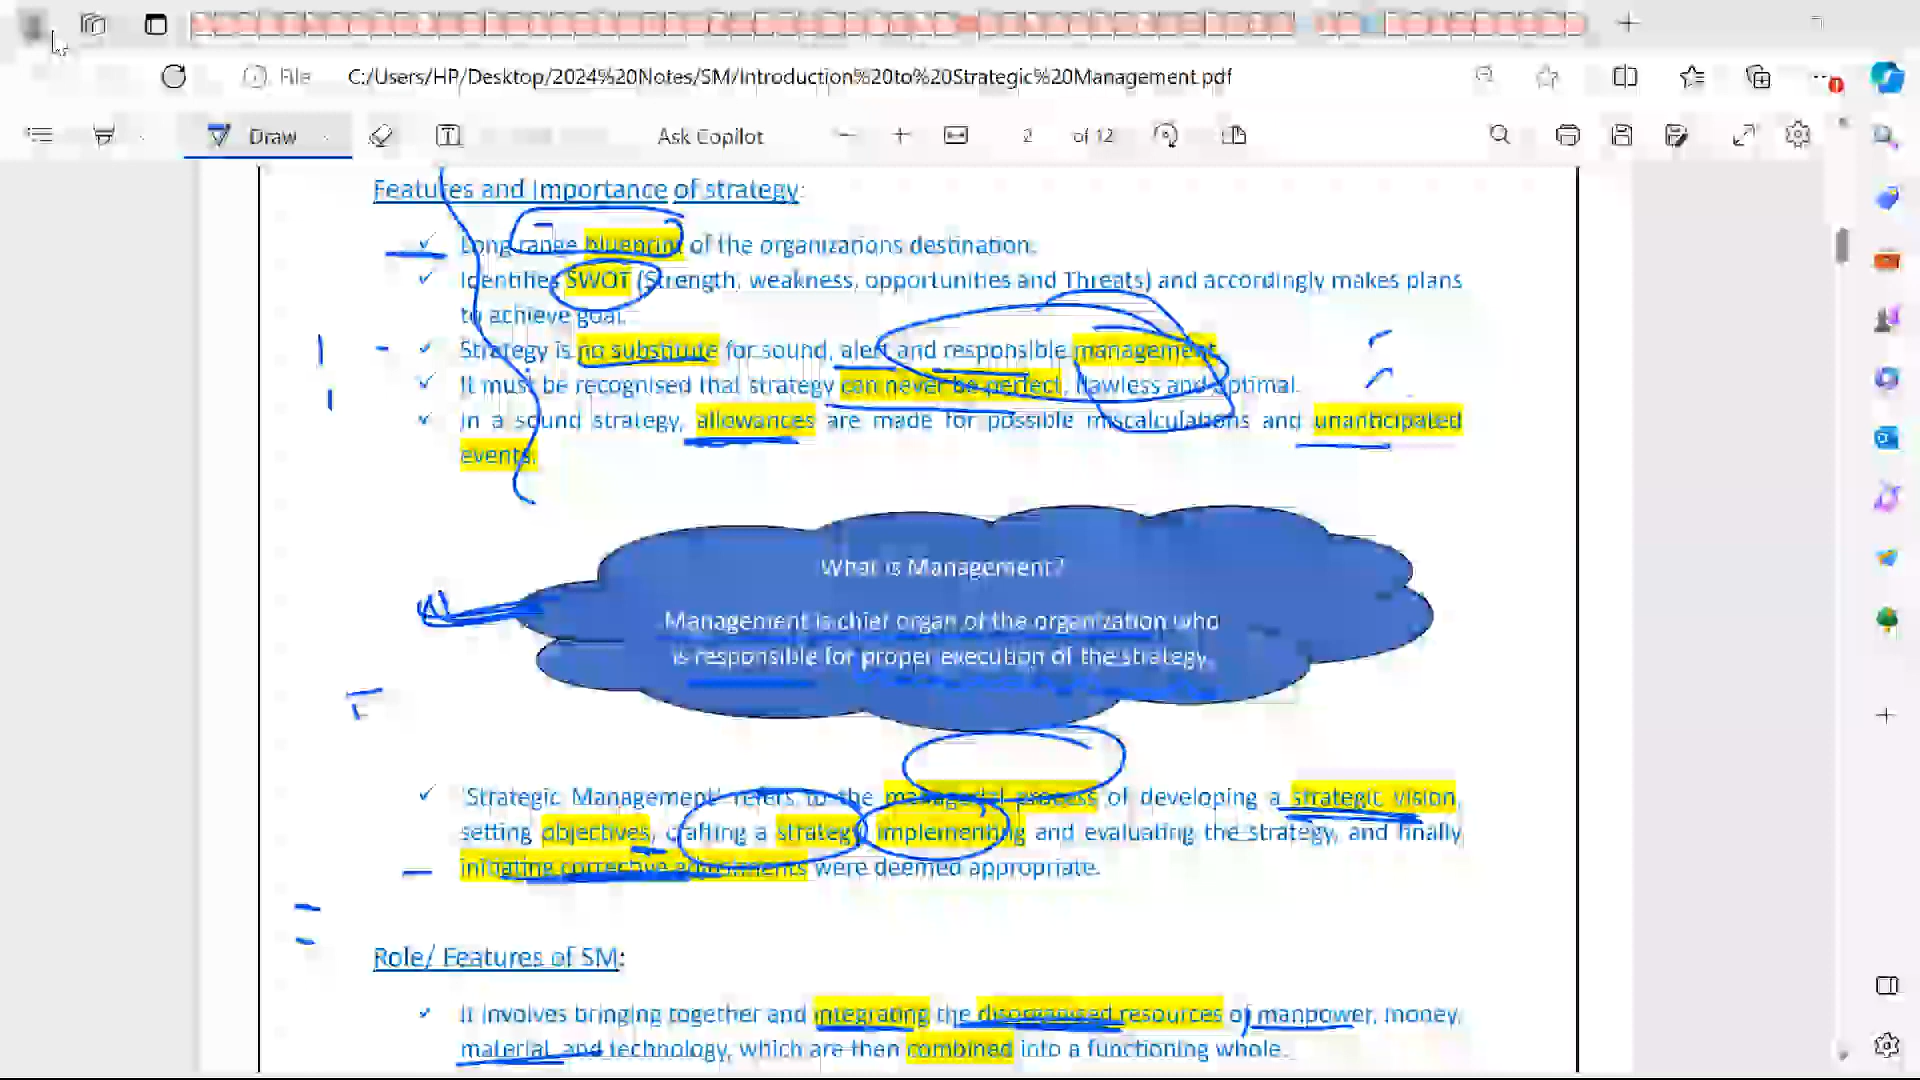 File C:/Users/HP/Desktop/2024%20Notes/SM/Introduction%20to%20Strategic%20Management.pdf
Draw Ask Copilot 2 of 12
Features and Importance of strategy:
Long range blueprint of the organizations destination.
Identifies SWOT (Strength, weakness, opportunities and Threats) and accordingly makes plans
to achieve goal.
Strategy is no substitute for sound, alert and responsible management.
It must be recognised that strategy can never be perfect, flawless and optimal.
In a sound strategy, allowances are made for possible miscalculations and unanticipated
events.
What is Management?
Management is chief organ of the organization who
is responsible for proper execution of the strategy.
'Strategic Management' refers to the managerial process of developing a strategic vision,
setting objectives, crafting a strategy implementing and evaluating the strategy, and finally
initiating corrective adjustments were deemed appropriate.
Role/ Features of SM:
It involves bringing together and integrating the disorganised resources of manpower, money,
material and technology, which are then combined into a functioning whole.